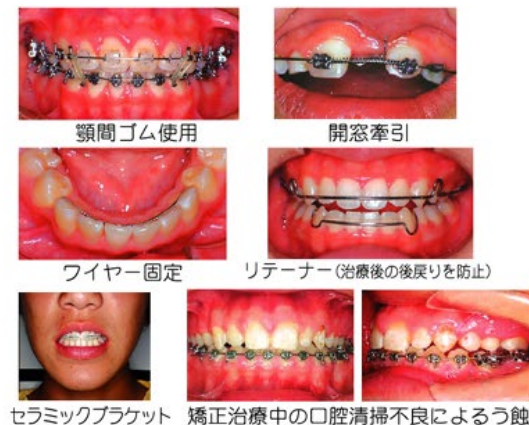 顎間ゴム使用
開窓牽引
ワイヤー固定
リテーナー(治療後の後戻りを防止)
セラミックブラケット
矯正治療中の口腔清掃不良によるう蝕